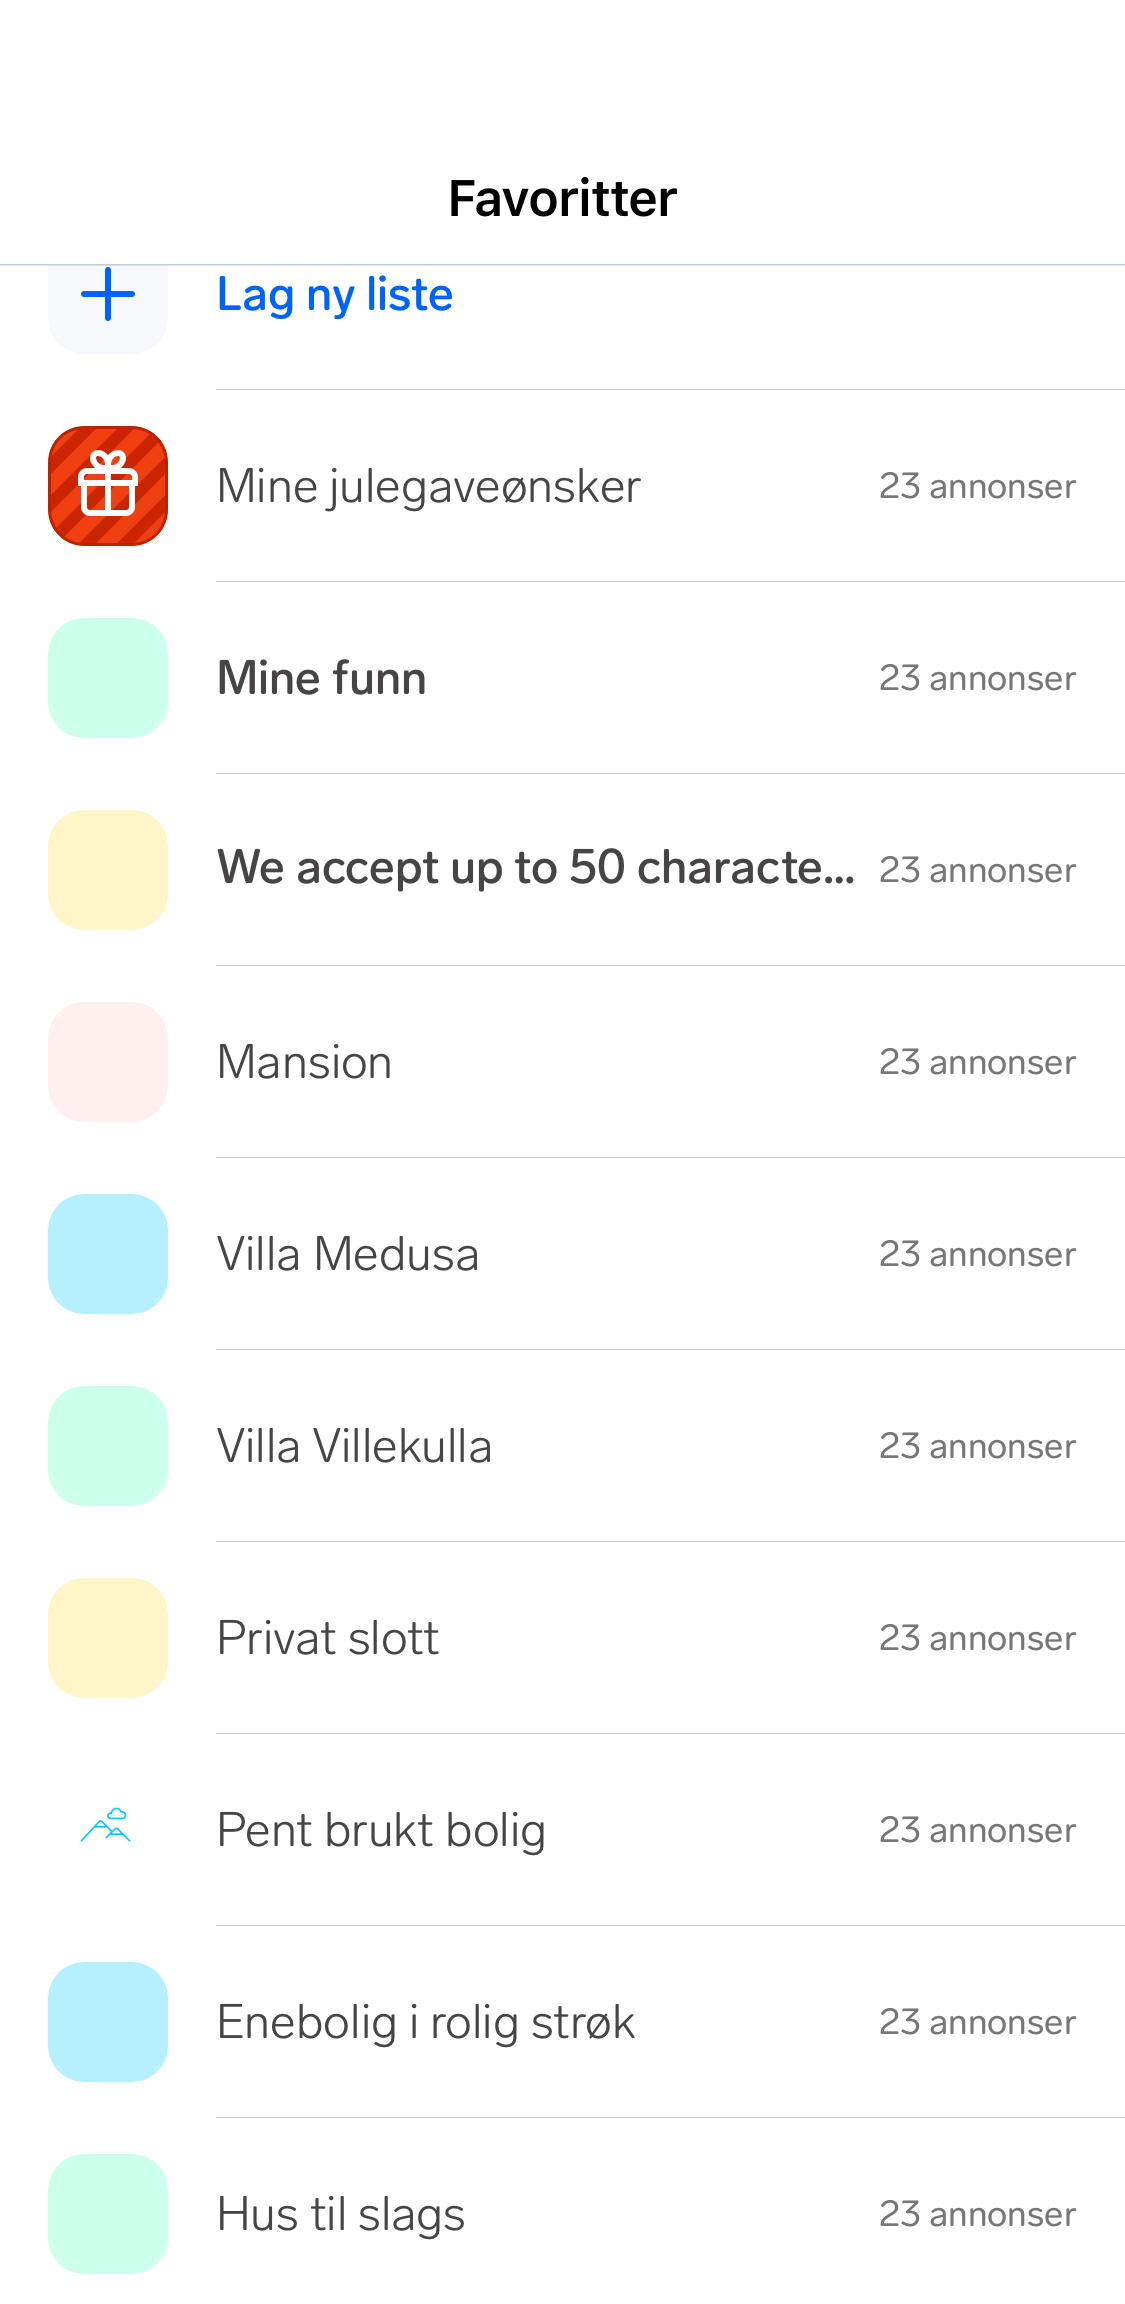 Favoritter
Lag ny liste
Mine julegaveønsker 23 annonser
Mine funn 23 annonser
We accept up to 50 characte... 23 annonser
Mansion 23 annonser
Villa Medusa 23 annonser
Villa Villekulla 23 annonser
Privat slott 23 annonser
Pent brukt bolig 23 annonser
Enebolig i rolig strøk 23 annonser
Hus til slags 23 annonser